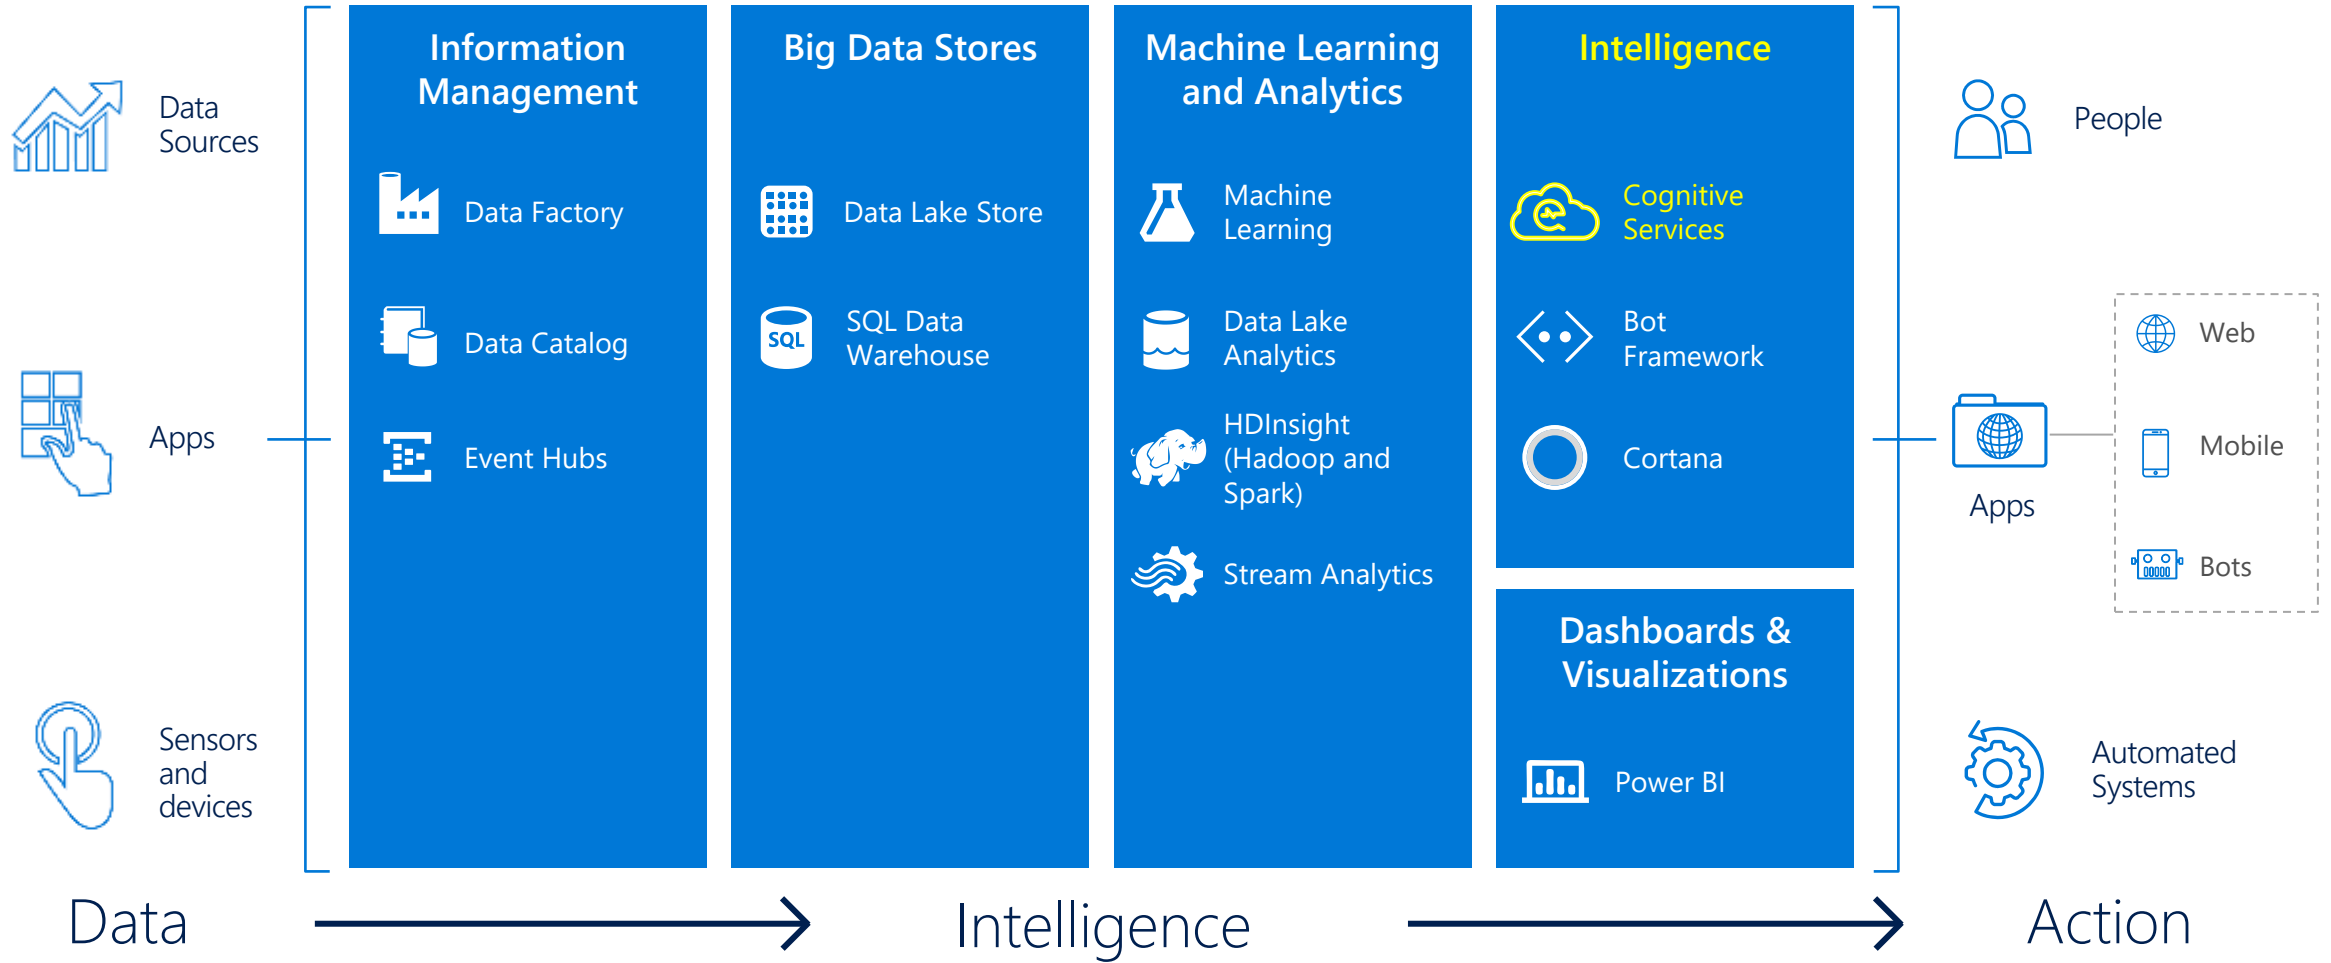 Data
Sources
Apps
Sensors
and
devices
Information
Management
Data Factory
Data Catalog
Event Hubs
Big Data Stores
Data Lake Store
SQL
SQL Data
Warehouse
Machine Learning
and Analytics
Machine
Learning
Data Lake
Analytics
HDInsight
(Hadoop and
Spark)
Stream Analytics
Intelligence
Cognitive
Services
Bot
Framework
Cortana
Dashboards &
Visualizations
Power BI
People
Apps
Web
Mobile
Bots
Automated
Systems
Data
Intelligence
Action